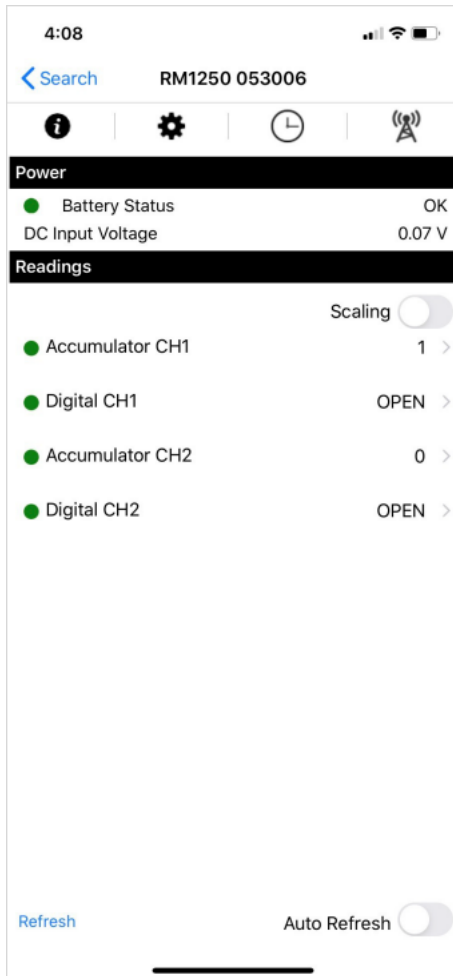 4:08
Search RM1250 053006
Power
Battery Status OK
DC Input Voltage 0.07 V
Readings
Scaling
Accumulator CH1 1
Digital CH1 OPEN
Accumulator CH2 0
Digital CH2 OPEN
Refresh Auto Refresh